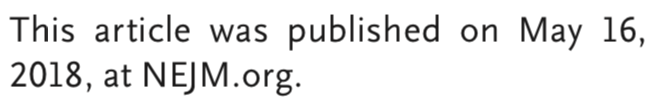 This article was published on May 16,
2018, at NEJM.org.